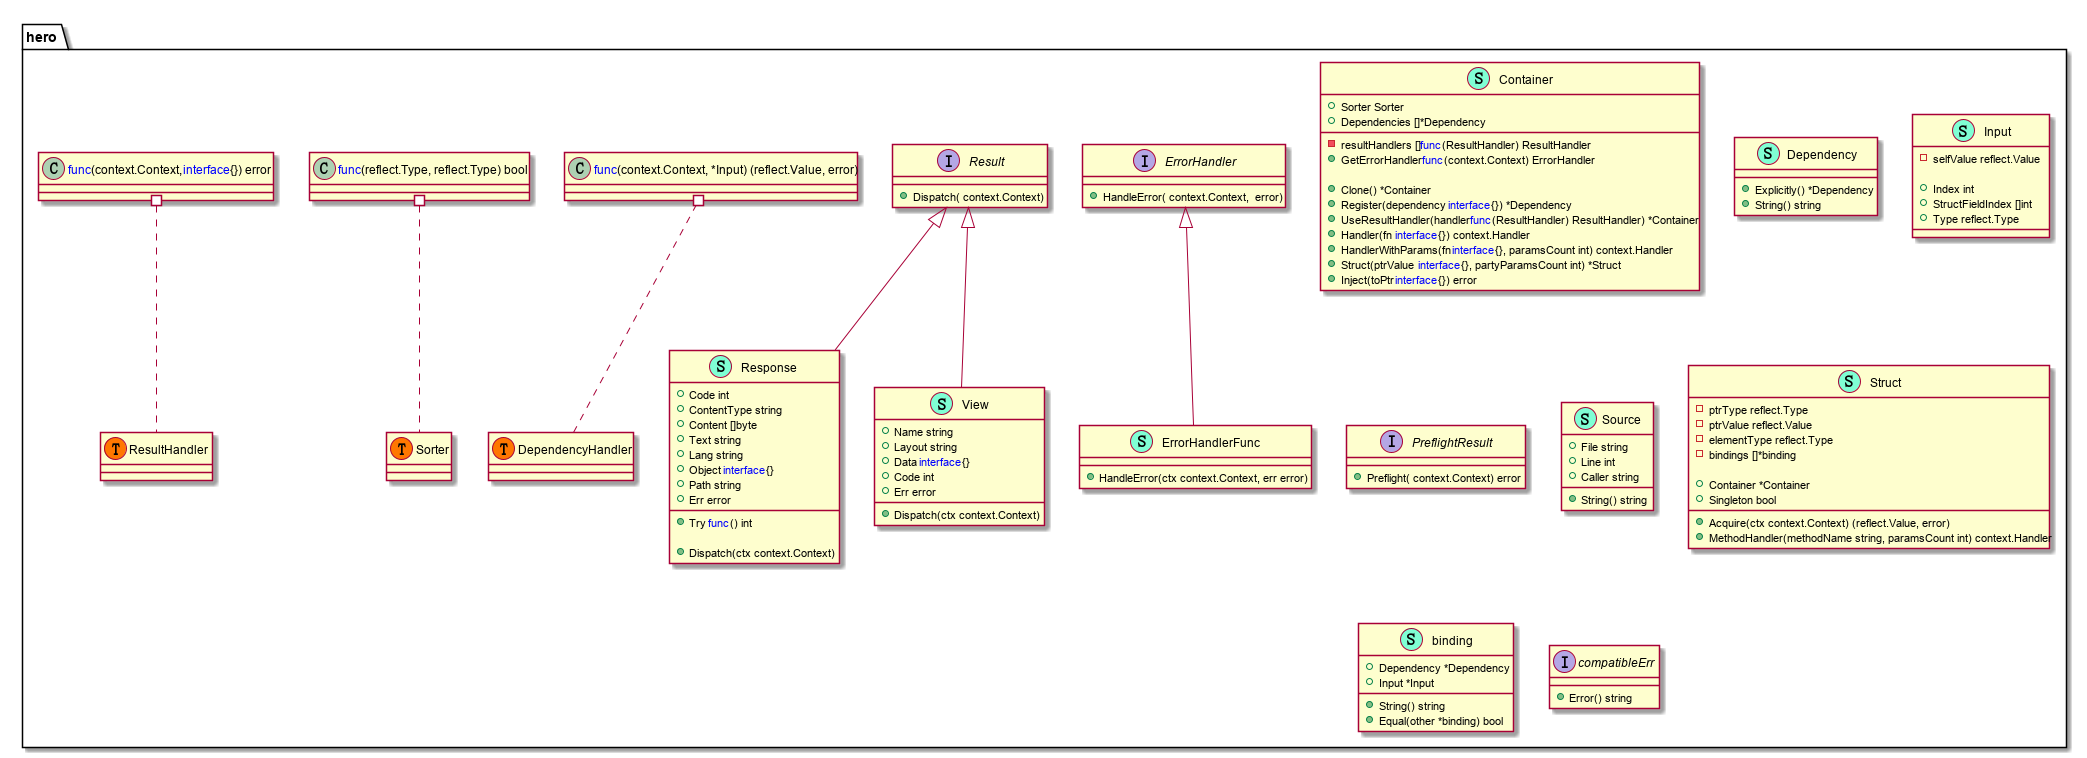 hero
C func(context.Context,interface{}) error
C func(reflect.Type, reflect.Type) bool
C func(context.Context, *Input) (reflect.Value, error)
I Result
Dispatch( context.Context)
I ErrorHandler
HandleError( context.Context,  error)
S Container
Sorter Sorter
Dependencies []*Dependency
resultHandlers []func(ResultHandler) ResultHandler
GetErrorHandlerfunc(context.Context) ErrorHandler
Clone() *Container
Register(dependency interface{}) *Dependency
UseResultHandler(handlerfunc(ResultHandler) ResultHandler) *Container
Handler(fn interface{}) context.Handler
HandlerWithParams(fninterface{}, paramsCount int) context.Handler
Struct(ptrValue interface{}, partyParamsCount int) *Struct
Inject(toPtrinterface{}) error
S Dependency
Explicitly() *Dependency
String() string
S Input
selfValue reflect.Value
Index int
StructFieldIndex []int
Type reflect.Type
T ResultHandler
T Sorter
T DependencyHandler
S Response
Code int
ContentType string
Content []byte
Text string
Lang string
Object interface{}
Path string
Err error
Try func() int
Dispatch(ctx context.Context)
S View
Name string
Layout string
Data interface{}
Code int
Err error
Dispatch(ctx context.Context)
S ErrorHandlerFunc
HandleError(ctx context.Context, err error)
I PreflightResult
Preflight( context.Context) error
S Source
File string
Line int
Caller string
String() string
S Struct
ptrType reflect.Type
ptrValue reflect.Value
elementType reflect.Type
bindings []*binding
Container *Container
Singleton bool
Acquire(ctx context.Context) (reflect.Value, error)
MethodHandler(methodName string, paramsCount int) context.Handler
S binding
Dependency *Dependency
Input *Input
String() string
Equal(other *binding) bool
I compatibleErr
Error() string